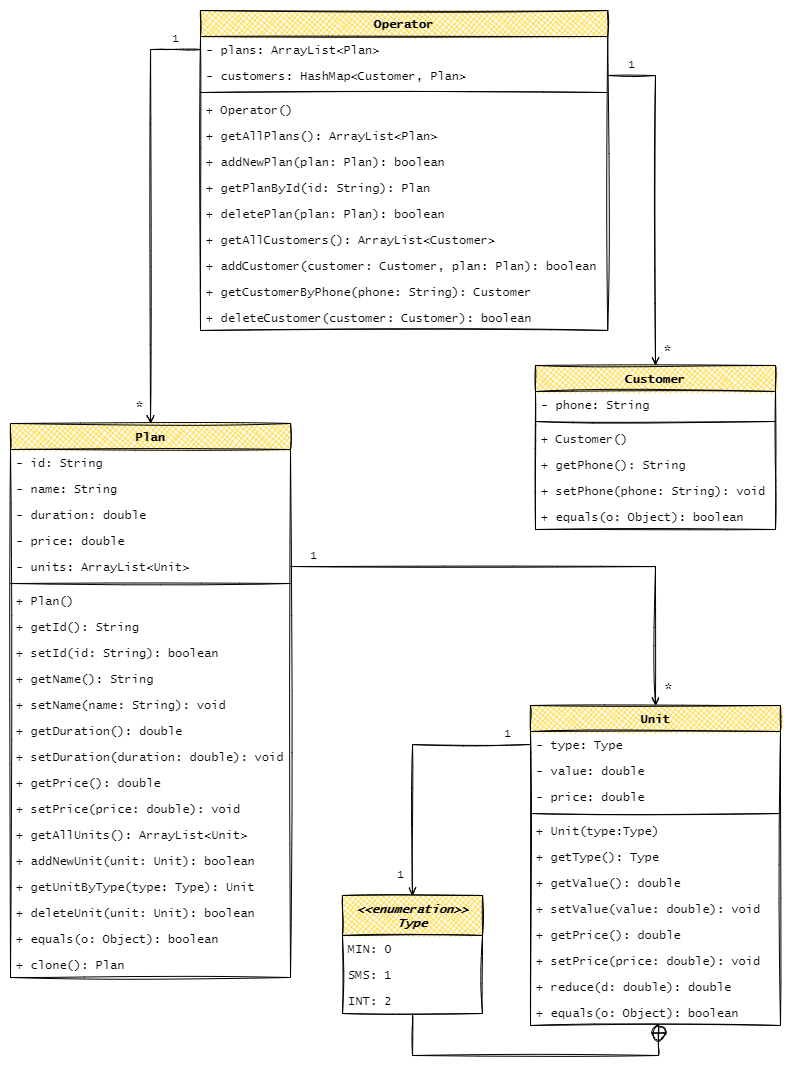 Operator
- plans: ArrayList<Plan>
- customers: HashMap<Customer, Plan>
+ Operator()
+ getAllPlans(): ArrayList<Plan>
+ addNewPlan(plan: Plan): boolean
+ getPlanById(id: String): Plan
+ deletePlan(plan: Plan): boolean
+ getAllCustomers(): ArrayList<Customer>
+ addCustomer(customer: Customer, plan: Plan): boolean
+ getCustomerByPhone(phone: String): Customer
+ deleteCustomer(customer: Customer): boolean
1
1
*
*
Customer
- phone: String
+ Customer()
+ getPhone(): String
+ setPhone(phone: String): void
+ equals(o: Object): boolean
Plan
- id: String
- name: String
- duration: double
- price: double
- units: ArrayList<Unit>
+ Plan()
+ getId(): String
+ setId(id: String): boolean
+ getName(): String
+ setName(name: String): void
+ getDuration(): double
+ setDuration(duration: double): void
+ getPrice(): double
+ setPrice(price: double): void
+ getAllUnits(): ArrayList<Unit>
+ addNewUnit(unit: Unit): boolean
+ getUnitByType(type: Type): Unit
+ deleteUnit(unit: Unit): boolean
+ equals(o: Object): boolean
+ clone(): Plan
1
*
Unit
- type: Type
- value: double
- price: double
+ Unit(type:Type)
+ getType(): Type
+ getValue(): double
+ setValue(value: double): void
+ getPrice(): double
+ setPrice(price: double): void
+ reduce(d: double): double
+ equals(o: Object): boolean
1
1
<<enumeration>>
Type
MIN: 0
SMS: 1
INT: 2